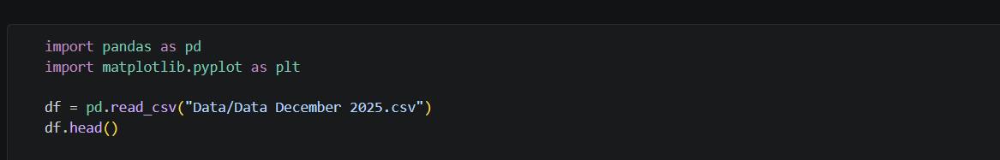 import pandas as pd
import matplotlib.pyplot as plt
df = pd.read_csv("Data/Data December 2025.csv")
df.head()